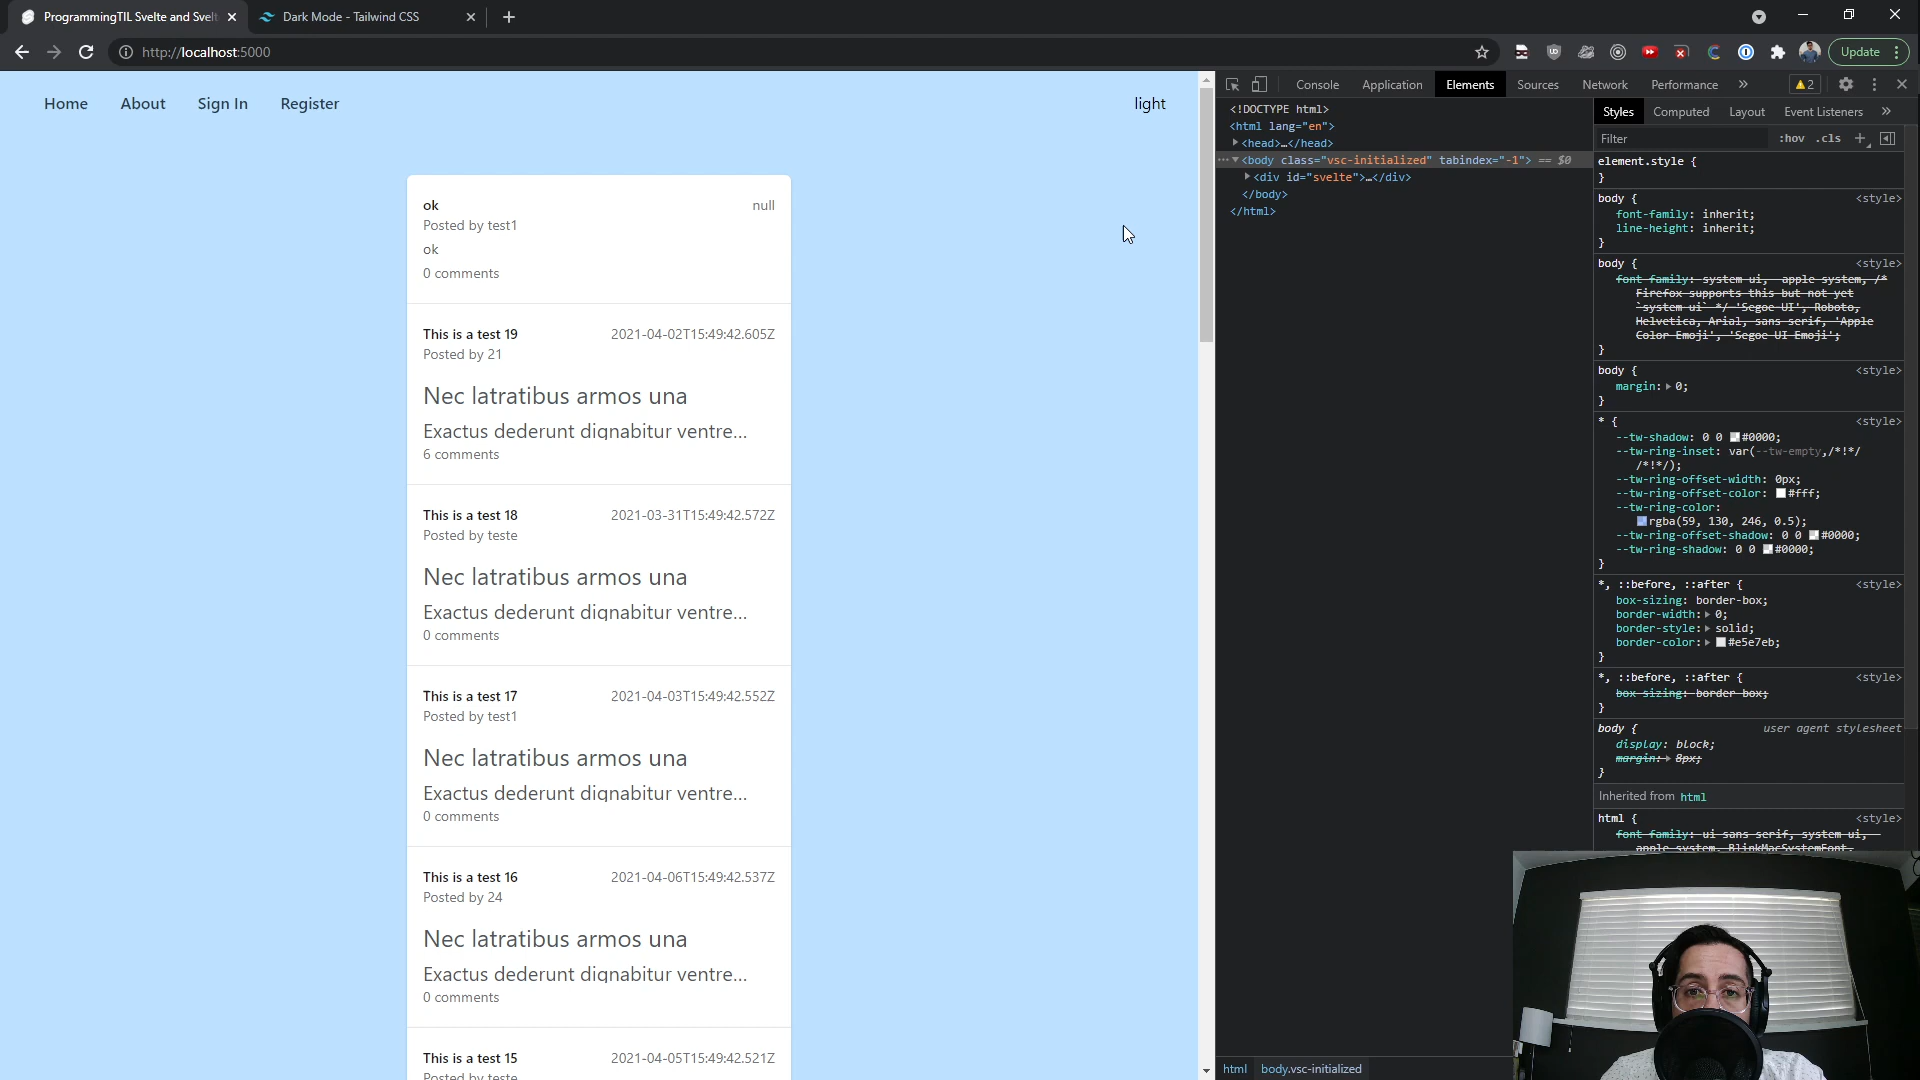 ProgrammingTIL Svelte and Svelt
Dark Mode - Tailwind CSS
http://localhost:5000
Update
Home About Sign In Register light
ok null
Posted by test1
ok
0 comments
This is a test 19 2021-04-02T15:49:42.605Z
Posted by 21
Nec latratibus armos una
Exactus dederunt dignabitur ventre...
6 comments
This is a test 18 2021-03-31T15:49:42.572Z
Posted by teste
Nec latratibus armos una
Exactus dederunt dignabitur ventre...
0 comments
This is a test 17 2021-04-03T15:49:42.552Z
Posted by test1
Nec latratibus armos una
Exactus dederunt dignabitur ventre...
0 comments
This is a test 16 2021-04-06T15:49:42.537Z
Posted by 24
Nec latratibus armos una
Exactus dederunt dignabitur ventre...
0 comments
This is a test 15 2021-04-05T15:49:42.521Z
Posted by teste
Console Application Elements Sources Network Performance » 2
<!DOCTYPE html>
<html lang="en">
<head>…</head>
<body class="vsc-initialized" tabindex="-1"> == $0
<div id="svelte">…</div>
</body>
</html>
html body.vsc-initialized
Styles Computed Layout Event Listeners »
Filter :hov .cls +
element.style {
}
body { <style>
font-family: inherit;
line-height: inherit;
}
body { <style>
font-family: system-ui, -apple-system, /*
Firefox supports this but not yet
`system-ui` */ 'Segoe UI', Roboto,
Helvetica, Arial, sans-serif, 'Apple
Color Emoji', 'Segoe UI Emoji';
}
body { <style>
margin: 0;
}
* { <style>
--tw-shadow: 0 0 #0000;
--tw-ring-inset: var(--tw-empty,/*!*/
/*!*/);
--tw-ring-offset-width: 0px;
--tw-ring-offset-color: #fff;
--tw-ring-color:
rgba(59, 130, 246, 0.5);
--tw-ring-offset-shadow: 0 0 #0000;
--tw-ring-shadow: 0 0 #0000;
}
*, ::before, ::after { <style>
box-sizing: border-box;
border-width: 0;
border-style: solid;
border-color: #e5e7eb;
}
*, ::before, ::after { <style>
box-sizing: border-box;
}
body { user agent stylesheet
display: block;
margin: 8px;
}
Inherited from html
html { <style>
font-family: ui-sans-serif, system-ui, -
apple-system, BlinkMacSystemFont,